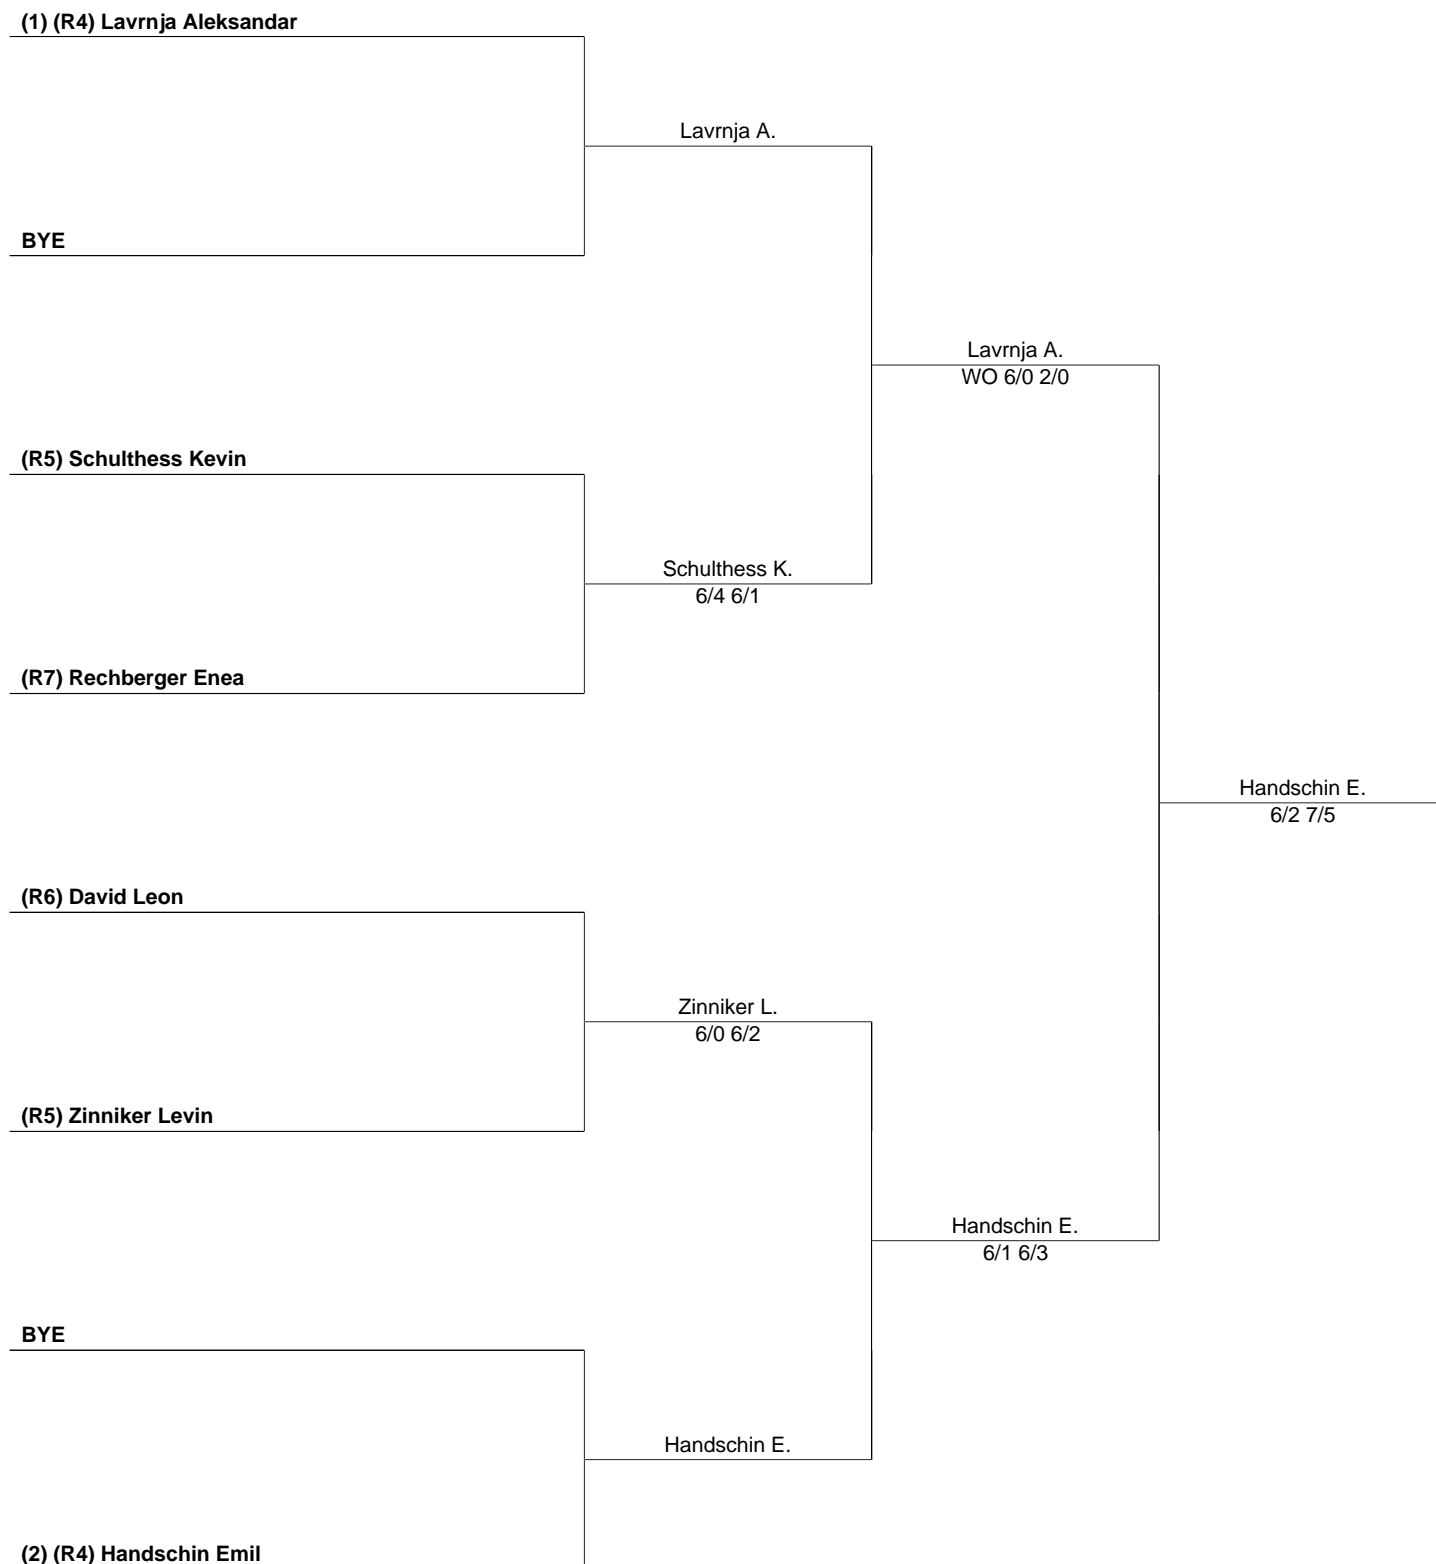 (1) (R4) Lavrnja Aleksandar
Lavrnja A.
BYE
Lavrnja A.
WO 6/0 2/0
(R5) Schulthess Kevin
Schulthess K.
6/4 6/1
(R7) Rechberger Enea
Handschin E.
6/2 7/5
(R6) David Leon
Zinniker L.
6/0 6/2
(R5) Zinniker Levin
Handschin E.
6/1 6/3
BYE
Handschin E.
(2) (R4) Handschin Emil